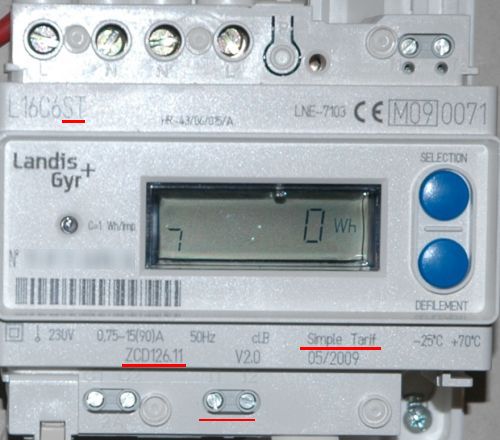 L N N L
L16C6ST
HR-43/06/015/A
LNE-7103 CE M09 0071
Landis
Gyr+
SELECTION
C=1 Wh/Imp
7 0 Wh
N°
DEFILEMENT
230V 0,75-15(90)A 50Hz cl.B Simple Tarif -25°C +70°C
ZCD126.11 V2.0 05/2009